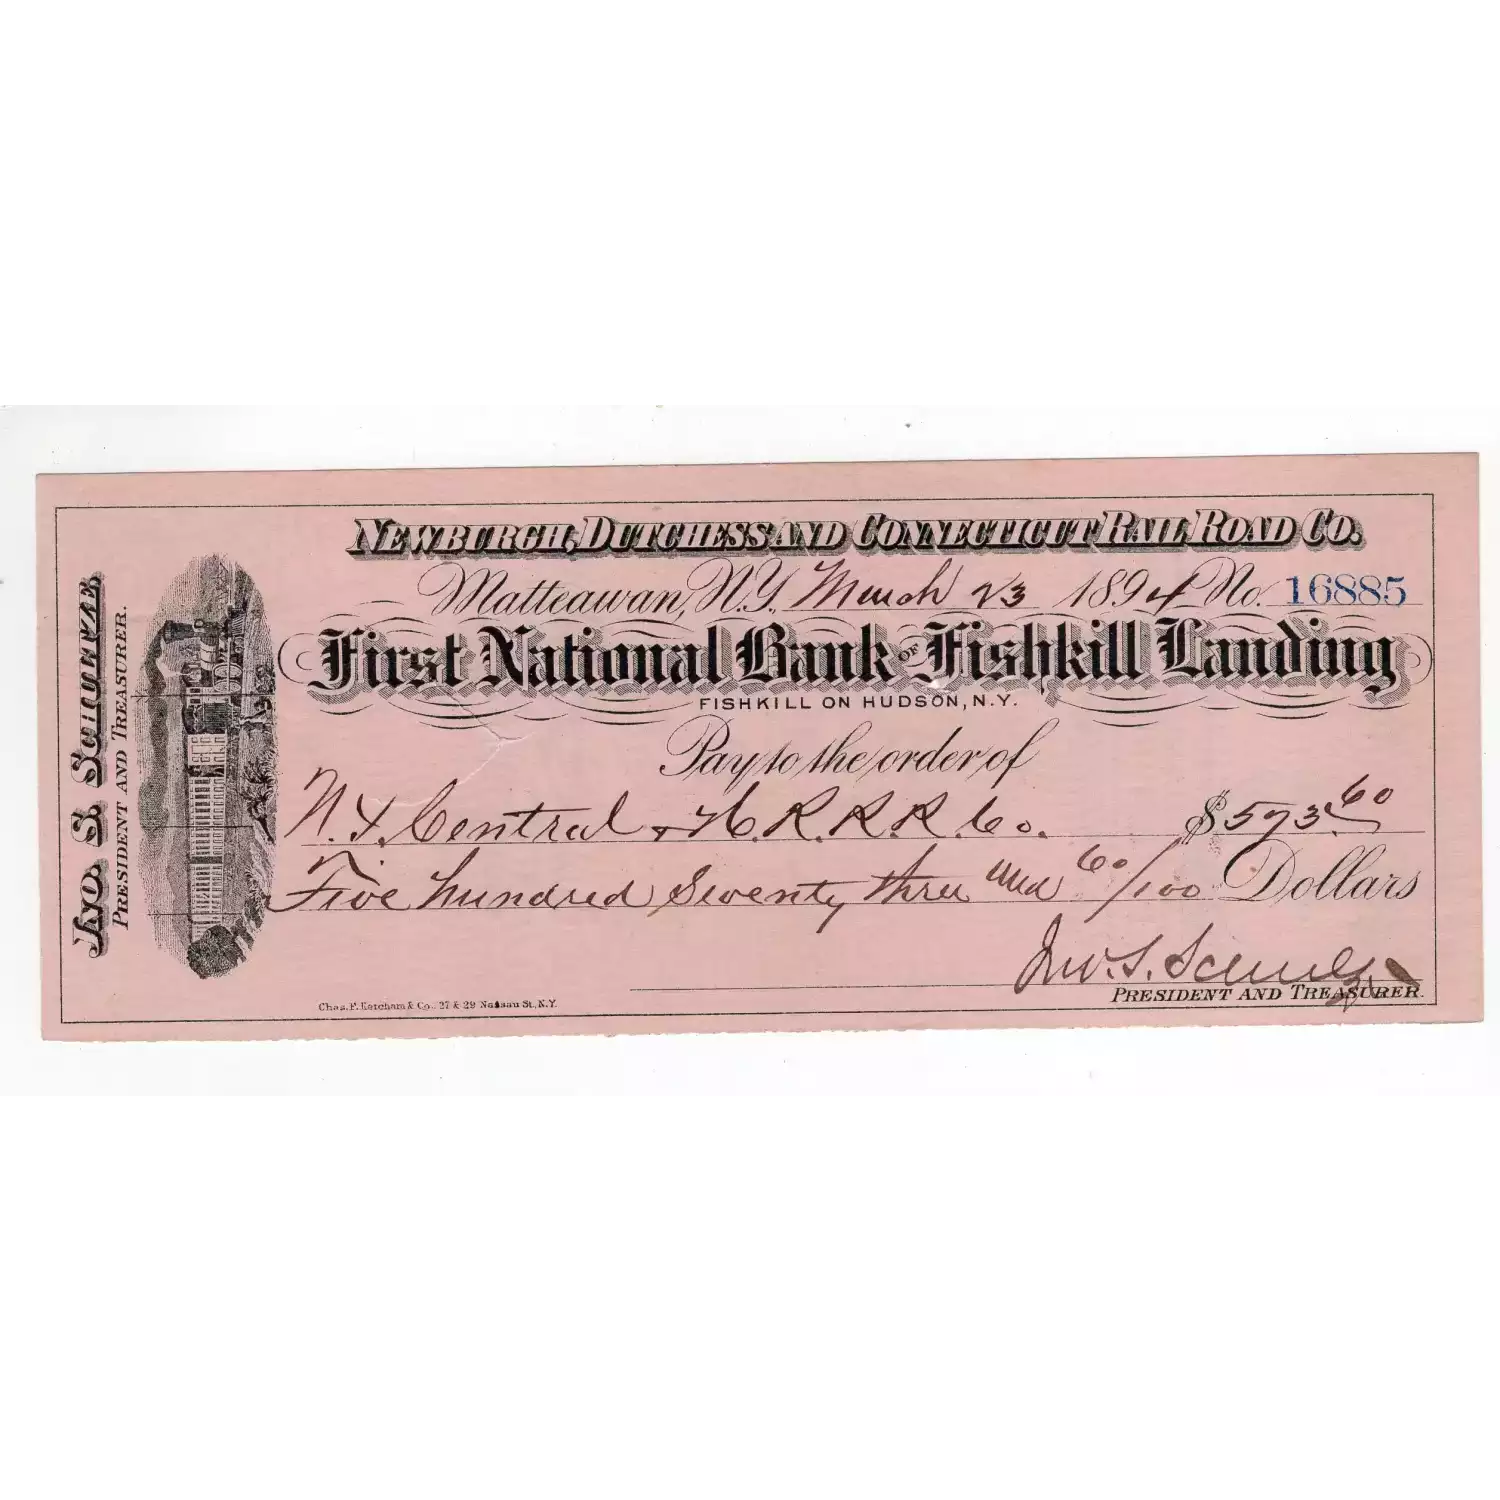 NEWBURGH, DUTCHESS AND CONNECTICUT RAIL ROAD CO.
Matteawan, N.Y. March 23 1894 No. 16885
First National Bank OF Fishkill Landing
FISHKILL ON HUDSON, N.Y.
Pay to the order of
N.Y. Central & H.R.R.R. Co. $573.60
Five hundred Seventy three and 60/100 Dollars
Jno. S. Schultze
PRESIDENT AND TREASURER.
Chas. F. Ketcham & Co., 27 & 29 Nassau St., N.Y.
JNO. S. SCHULTZE
PRESIDENT AND TREASURER.